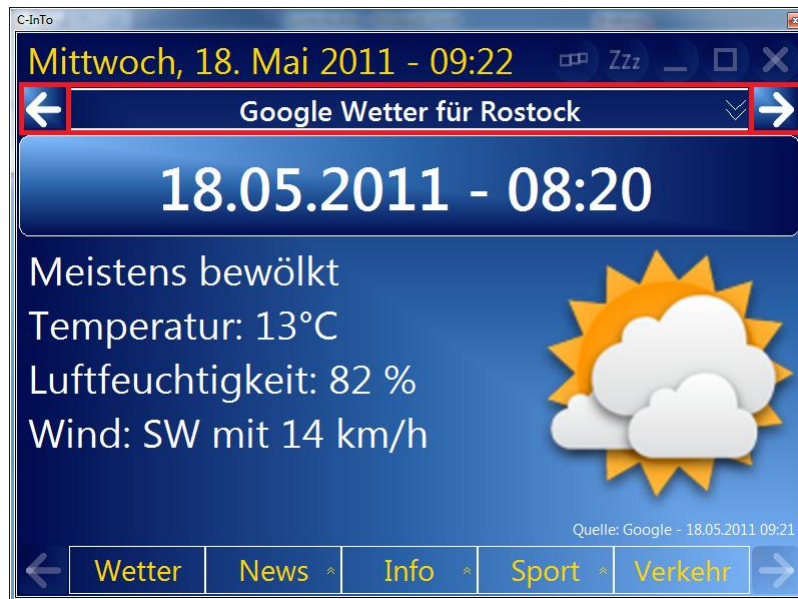 C-InTo
Mittwoch, 18. Mai 2011 - 09:22
Zzz
Google Wetter für Rostock
18.05.2011 - 08:20
Meistens bewölkt
Temperatur: 13°C
Luftfeuchtigkeit: 82 %
Wind: SW mit 14 km/h
Quelle: Google - 18.05.2011 09:21
Wetter News Info Sport Verkehr